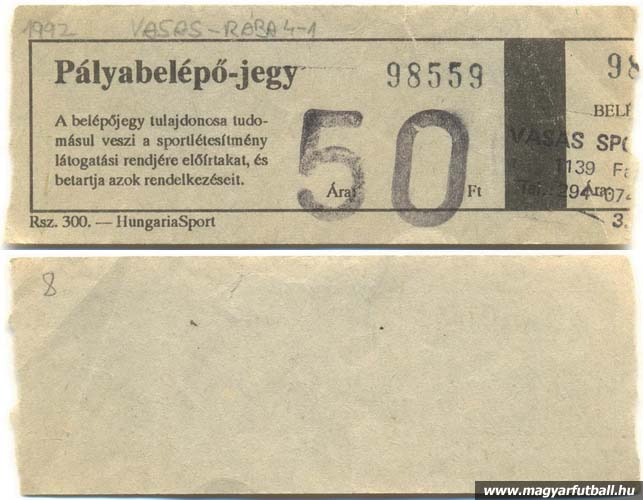 1992 VASAS-RÁBA 4-1
Pályabelépő-jegy
98559
A belépőjegy tulajdonosa tudo-
másul veszi a sportlétesítmény
látogatási rendjére előírtakat, és
betartja azok rendelkezéseit.
Ára: 50 Ft
Rsz. 300. — HungariaSport
98
BELÉ
VASAS SPO
1139
Tel.: 294-074
Ára:
3.
8
www.magyarfutball.hu